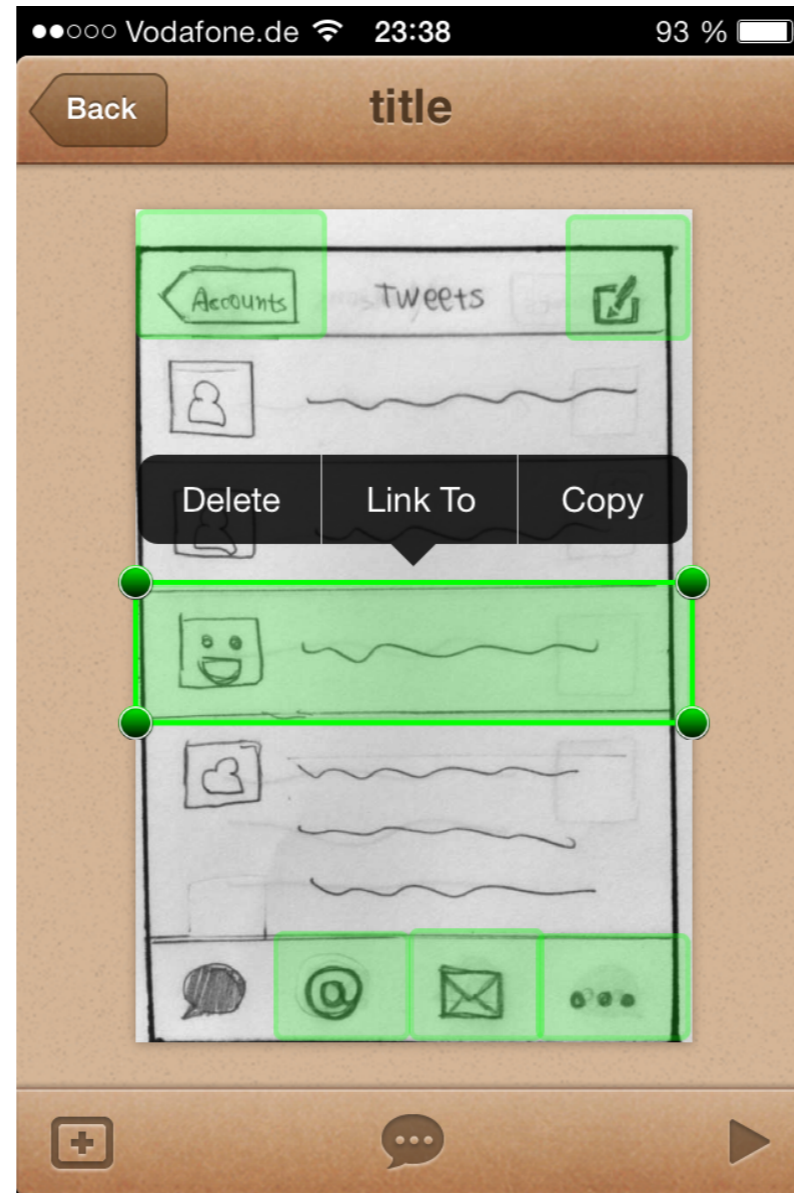 Vodafone.de 23:38 93 %
Back title
Accounts Tweets
Delete Link To Copy
@